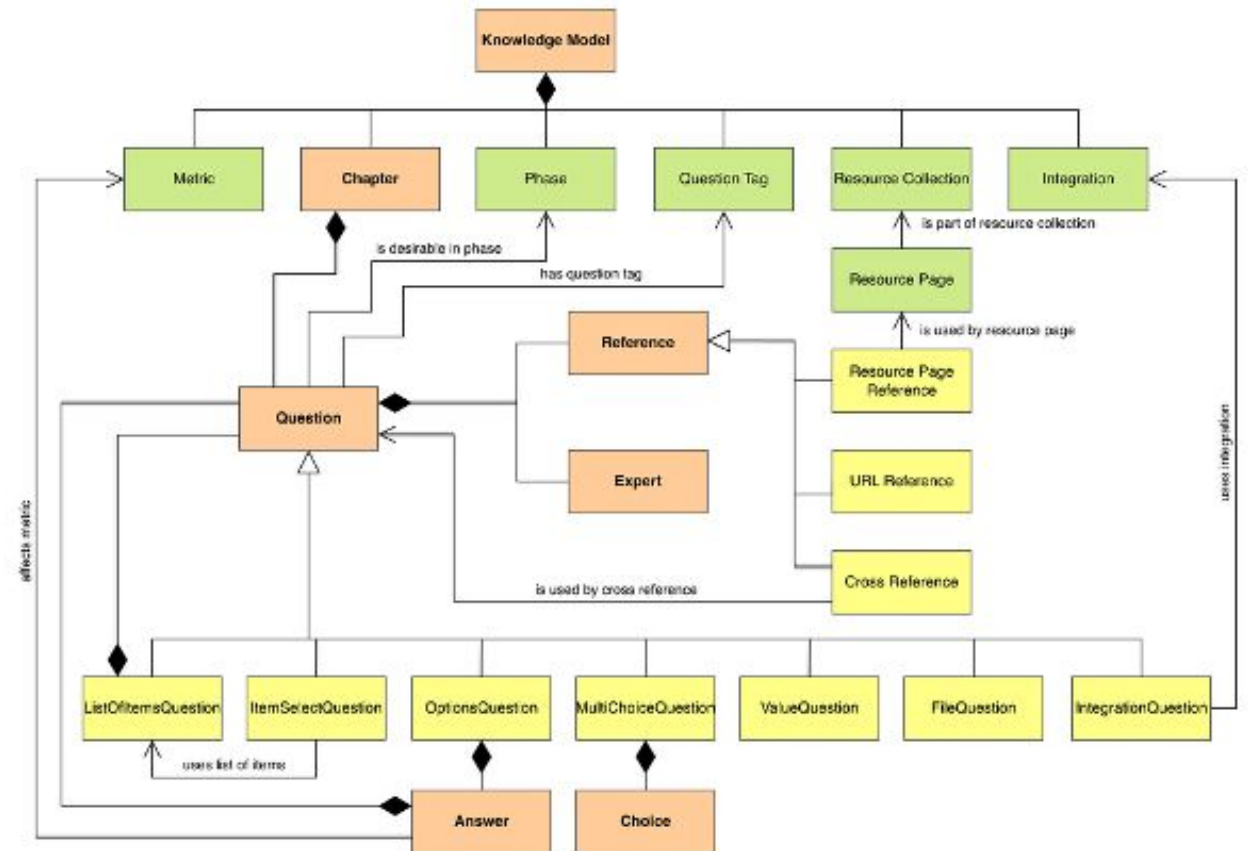 Knowledge Model
Metric
Chapter
Phase
Question Tag
Resource Collection
Integration
is part of resource collection
is desirable in phase
has question tag
Resource Page
is used by resource page
Reference
Resource Page
Reference
Question
Expert
URL Reference
uses integration
affects metric
Cross Reference
is used by cross reference
ListOfItemsQuestion
ItemSelectQuestion
OptionsQuestion
MultiChoiceQuestion
ValueQuestion
FileQuestion
IntegrationQuestion
uses list of items
Answer
Choice